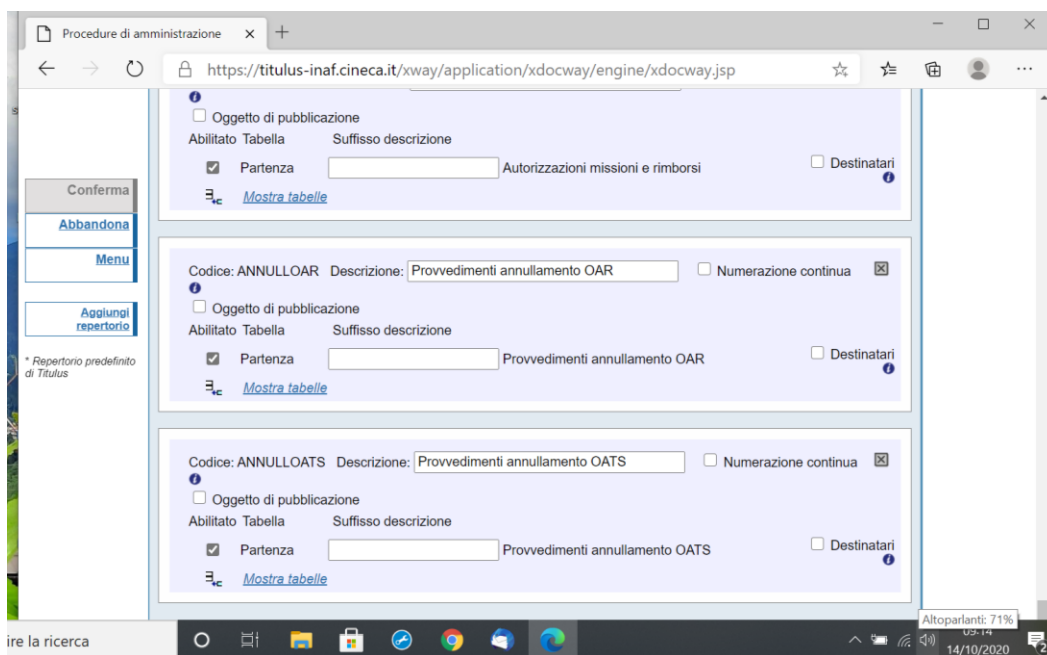 Procedure di amministrazione
https://titulus-inaf.cineca.it/xway/application/xdocway/engine/xdocway.jsp
Oggetto di pubblicazione
Abilitato Tabella Suffisso descrizione
Partenza Autorizzazioni missioni e rimborsi Destinatari
Mostra tabelle
Conferma
Abbandona
Menu
Aggiungi
repertorio
* Repertorio predefinito
di Titulus
Codice: ANNULLOAR Descrizione: Provvedimenti annullamento OAR Numerazione continua
Oggetto di pubblicazione
Abilitato Tabella Suffisso descrizione
Partenza Provvedimenti annullamento OAR Destinatari
Mostra tabelle
Codice: ANNULLOATS Descrizione: Provvedimenti annullamento OATS Numerazione continua
Oggetto di pubblicazione
Abilitato Tabella Suffisso descrizione
Partenza Provvedimenti annullamento OATS Destinatari
Mostra tabelle
Altoparlanti: 71%
ire la ricerca
09:14
14/10/2020
2